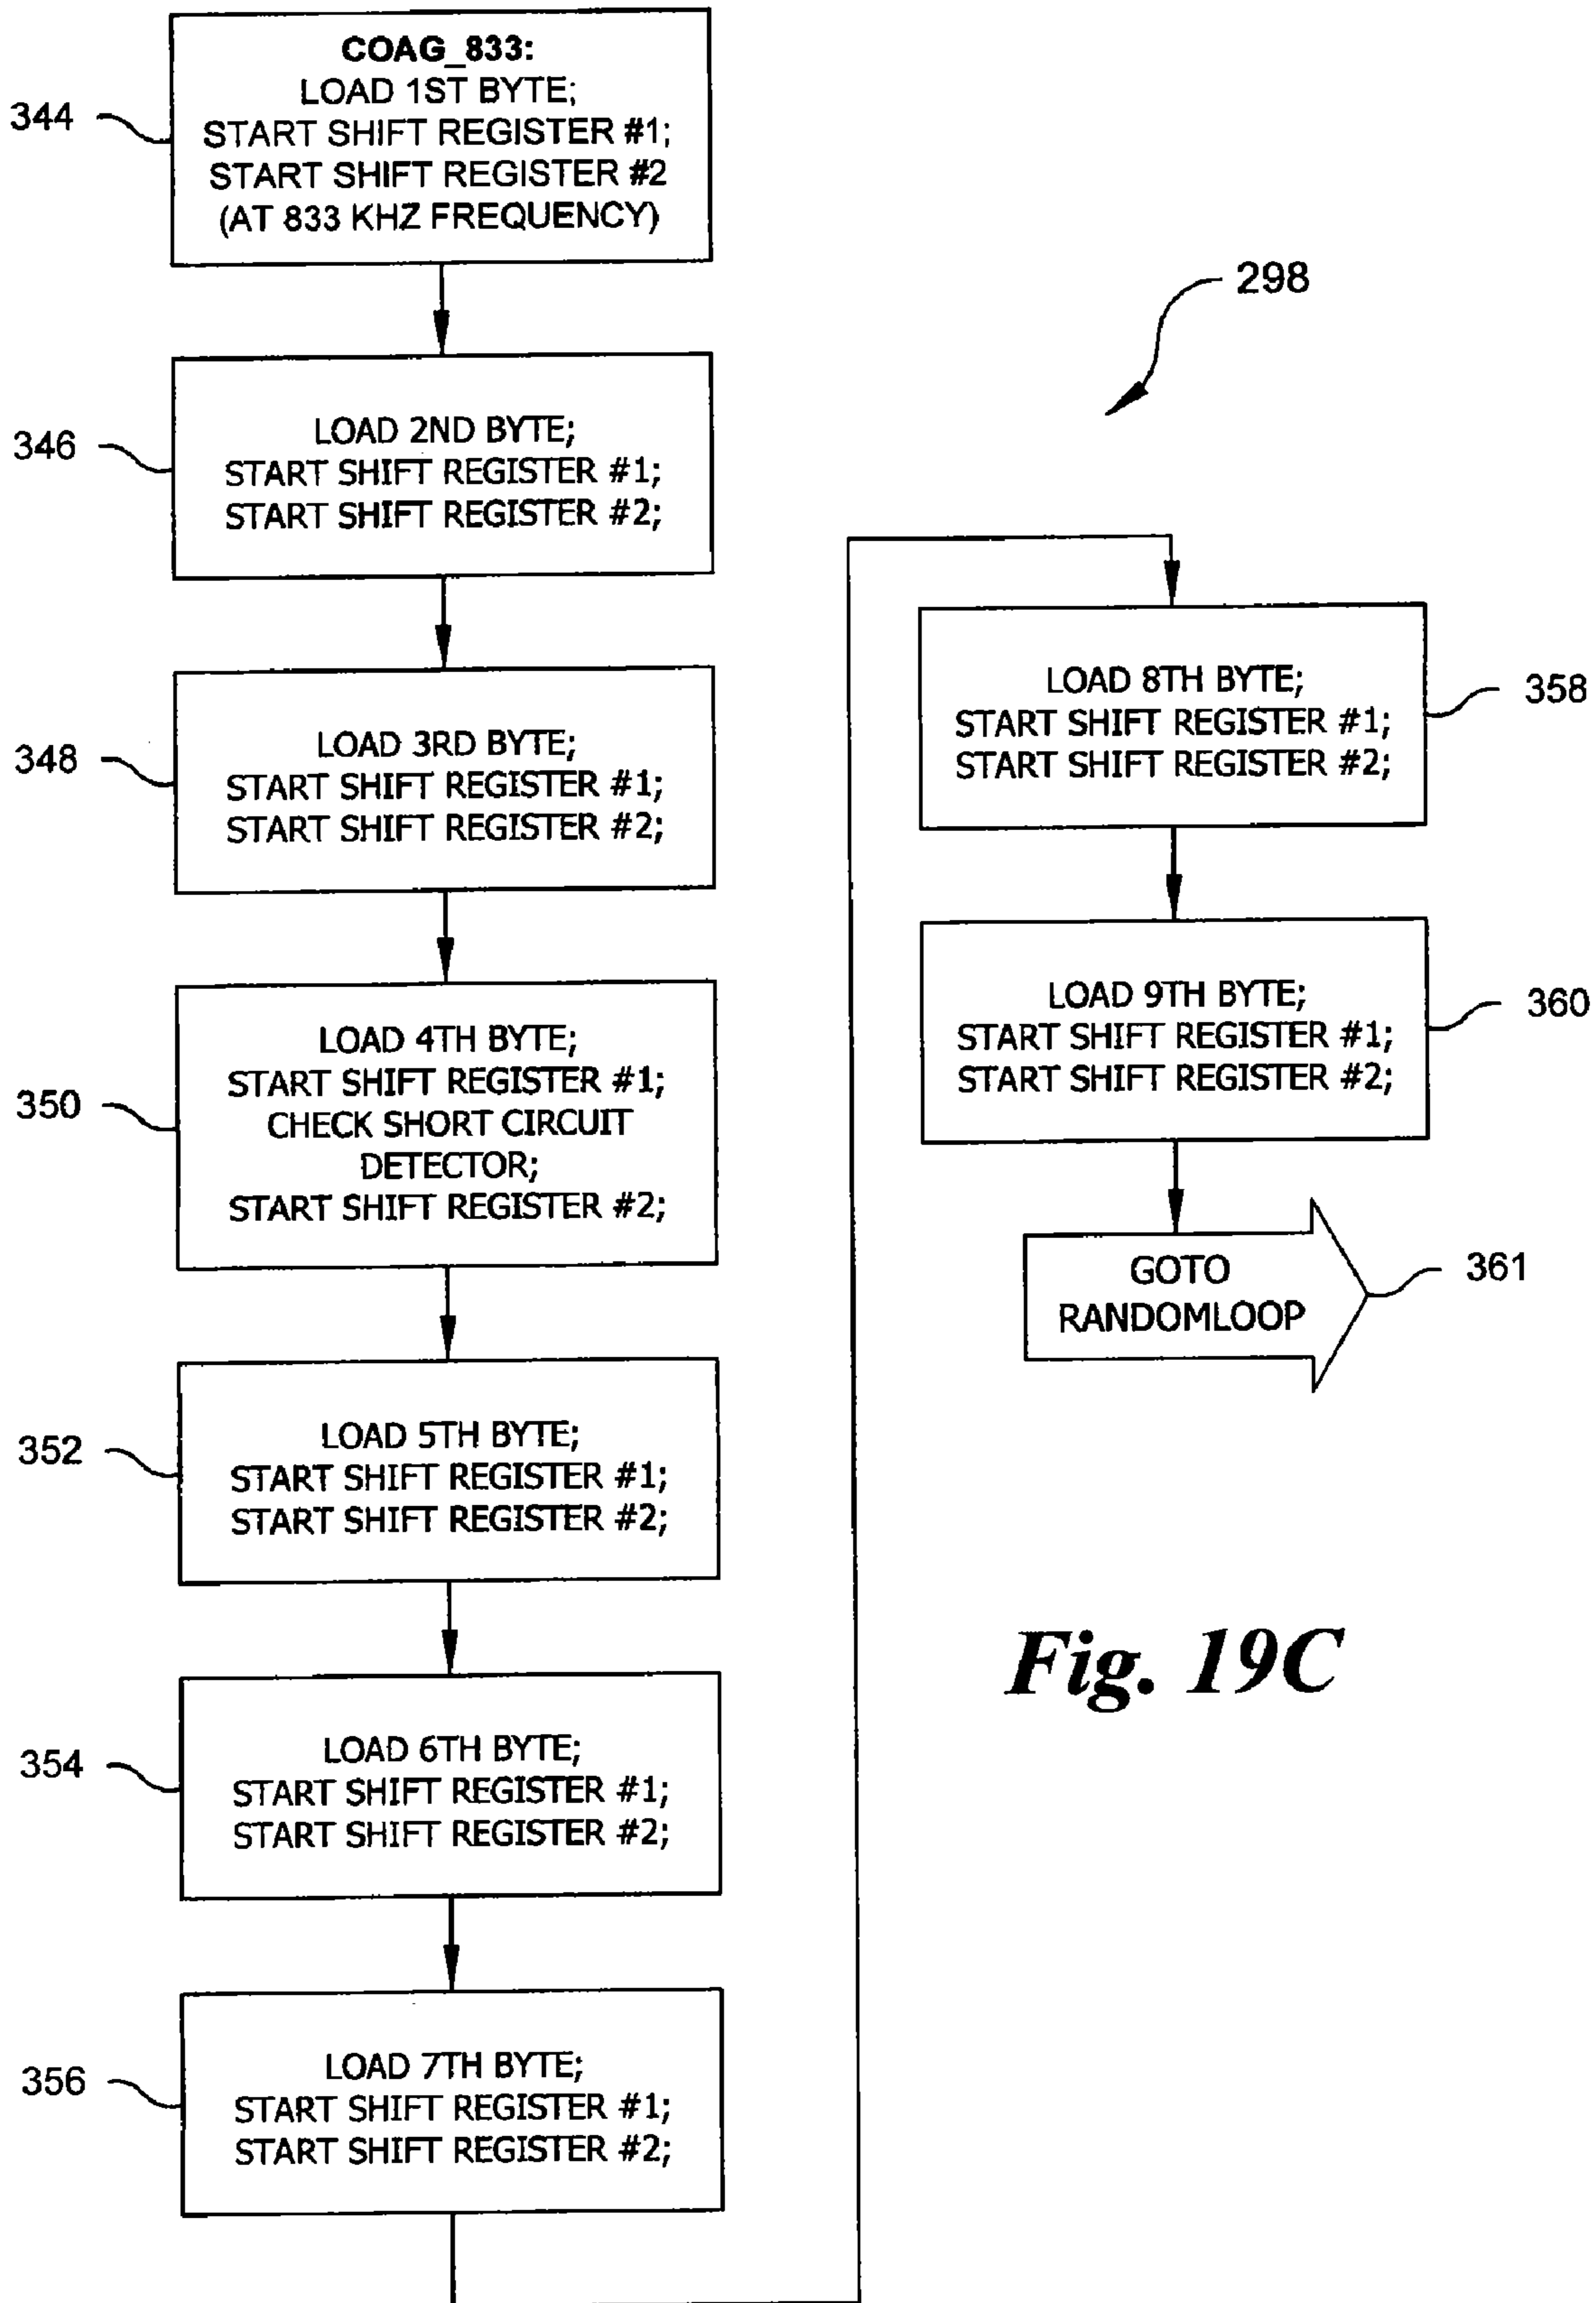 COAG_833:
LOAD 1ST BYTE;
START SHIFT REGISTER #1;
START SHIFT REGISTER #2
(AT 833 KHZ FREQUENCY)
344
LOAD 2ND BYTE;
START SHIFT REGISTER #1;
START SHIFT REGISTER #2;
346
LOAD 3RD BYTE;
START SHIFT REGISTER #1;
START SHIFT REGISTER #2;
348
LOAD 4TH BYTE;
START SHIFT REGISTER #1;
CHECK SHORT CIRCUIT
DETECTOR;
START SHIFT REGISTER #2;
350
LOAD 5TH BYTE;
START SHIFT REGISTER #1;
START SHIFT REGISTER #2;
352
LOAD 6TH BYTE;
START SHIFT REGISTER #1;
START SHIFT REGISTER #2;
354
LOAD 7TH BYTE;
START SHIFT REGISTER #1;
START SHIFT REGISTER #2;
356
298
LOAD 8TH BYTE;
START SHIFT REGISTER #1;
START SHIFT REGISTER #2;
358
LOAD 9TH BYTE;
START SHIFT REGISTER #1;
START SHIFT REGISTER #2;
360
GOTO
RANDOMLOOP
361
Fig. 19C